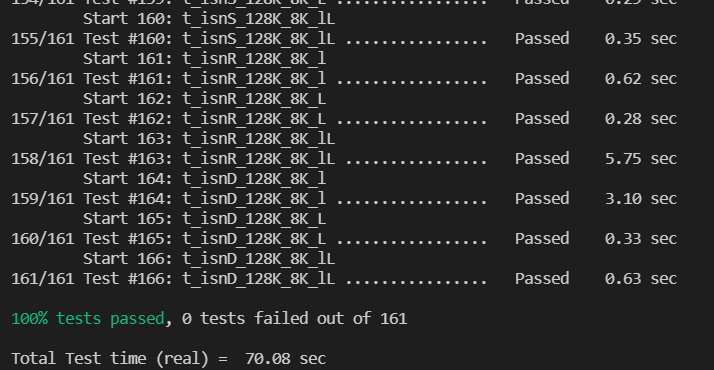 154/161 Test #159: t_isnS_128K_8K_L ................. Passed 0.29 sec
Start 160: t_isnS_128K_8K_lL
155/161 Test #160: t_isnS_128K_8K_lL ................ Passed 0.35 sec
Start 161: t_isnR_128K_8K_l
156/161 Test #161: t_isnR_128K_8K_l ................. Passed 0.62 sec
Start 162: t_isnR_128K_8K_L
157/161 Test #162: t_isnR_128K_8K_L ................. Passed 0.28 sec
Start 163: t_isnR_128K_8K_lL
158/161 Test #163: t_isnR_128K_8K_lL ................ Passed 5.75 sec
Start 164: t_isnD_128K_8K_l
159/161 Test #164: t_isnD_128K_8K_l ................. Passed 3.10 sec
Start 165: t_isnD_128K_8K_L
160/161 Test #165: t_isnD_128K_8K_L ................. Passed 0.33 sec
Start 166: t_isnD_128K_8K_lL
161/161 Test #166: t_isnD_128K_8K_lL ................ Passed 0.63 sec
100% tests passed, 0 tests failed out of 161
Total Test time (real) = 70.08 sec